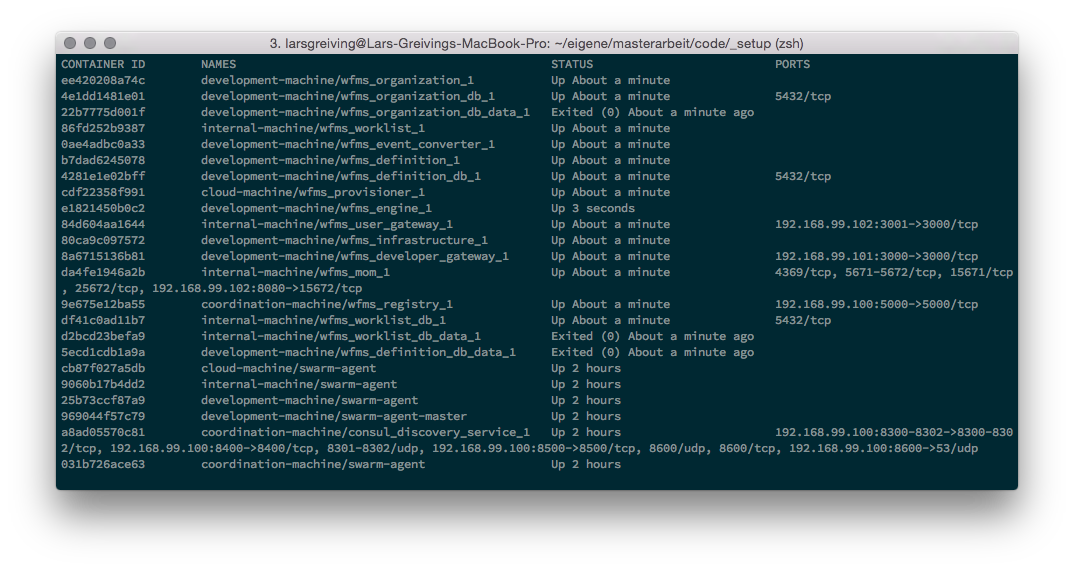 3. larsgreiving@Lars-Greivings-MacBook-Pro: ~/eigene/masterarbeit/code/_setup (zsh)
CONTAINER ID        NAMES                                             STATUS                          PORTS
ee420208a74c        development-machine/wfms_organization_1           Up About a minute
4e1dd1481e01        development-machine/wfms_organization_db_1        Up About a minute               5432/tcp
22b7775d001f        development-machine/wfms_organization_db_data_1   Exited (0) About a minute ago
86fd252b9387        internal-machine/wfms_worklist_1                  Up About a minute
0ae4adbc0a33        development-machine/wfms_event_converter_1        Up About a minute
b7dad6245078        development-machine/wfms_definition_1             Up About a minute
4281e1e02bff        development-machine/wfms_definition_db_1          Up About a minute               5432/tcp
cdf22358f991        cloud-machine/wfms_provisioner_1                  Up About a minute
e1821450b0c2        development-machine/wfms_engine_1                 Up 3 seconds
84d604aa1644        internal-machine/wfms_user_gateway_1              Up About a minute               192.168.99.102:3001->3000/tcp
80ca9c097572        development-machine/wfms_infrastructure_1         Up About a minute
8a6715136b81        development-machine/wfms_developer_gateway_1      Up About a minute               192.168.99.101:3000->3000/tcp
da4fe1946a2b        internal-machine/wfms_mom_1                       Up About a minute               4369/tcp, 5671-5672/tcp, 15671/tcp
, 25672/tcp, 192.168.99.102:8080->15672/tcp
9e675e12ba55        coordination-machine/wfms_registry_1              Up About a minute               192.168.99.100:5000->5000/tcp
df41c0ad11b7        internal-machine/wfms_worklist_db_1               Up About a minute               5432/tcp
d2bcd23befa9        internal-machine/wfms_worklist_db_data_1          Exited (0) About a minute ago
5ecd1cdb1a9a        development-machine/wfms_definition_db_data_1     Exited (0) About a minute ago
cb87f027a5db        cloud-machine/swarm-agent                         Up 2 hours
9060b17b4dd2        internal-machine/swarm-agent                      Up 2 hours
25b73ccf87a9        development-machine/swarm-agent                   Up 2 hours
969044f57c79        development-machine/swarm-agent-master            Up 2 hours
a8ad05570c81        coordination-machine/consul_discovery_service_1   Up 2 hours                      192.168.99.100:8300-8302->8300-830
2/tcp, 192.168.99.100:8400->8400/tcp, 8301-8302/udp, 192.168.99.100:8500->8500/tcp, 8600/udp, 8600/tcp, 192.168.99.100:8600->53/udp
031b726ace63        coordination-machine/swarm-agent                  Up 2 hours